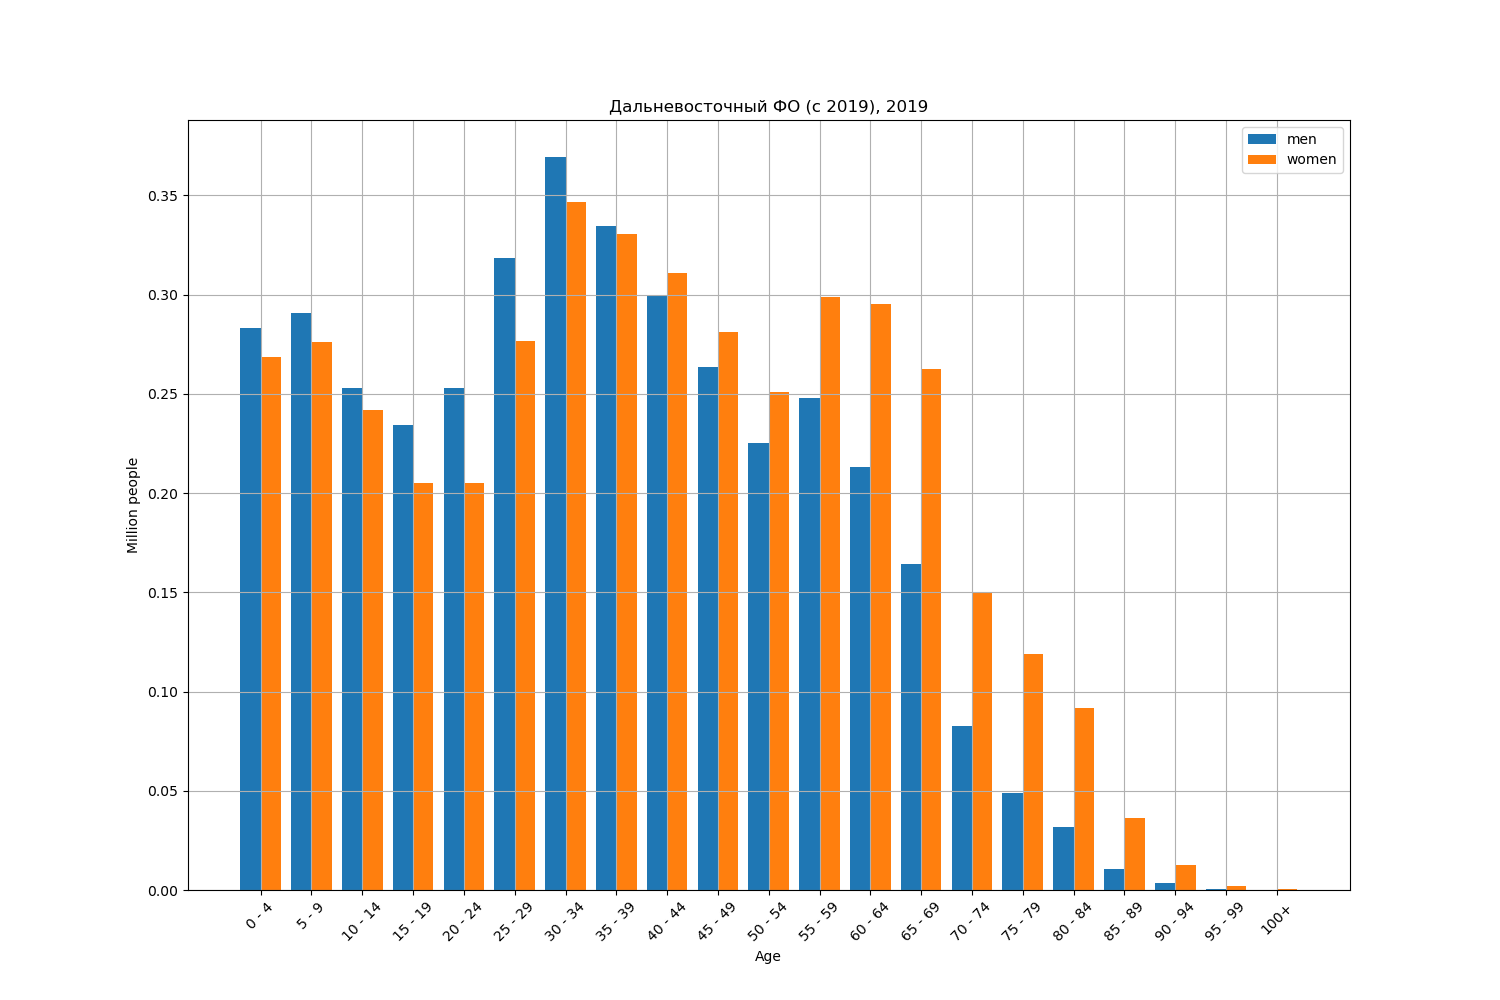 Дальневосточный ФО (с 2019), 2019
men
women
Million people
0.35
0.30
0.25
0.20
0.15
0.10
0.05
0.00
0 - 4
5 - 9
10 - 14
15 - 19
20 - 24
25 - 29
30 - 34
35 - 39
40 - 44
45 - 49
50 - 54
55 - 59
60 - 64
65 - 69
70 - 74
75 - 79
80 - 84
85 - 89
90 - 94
95 - 99
100+
Age